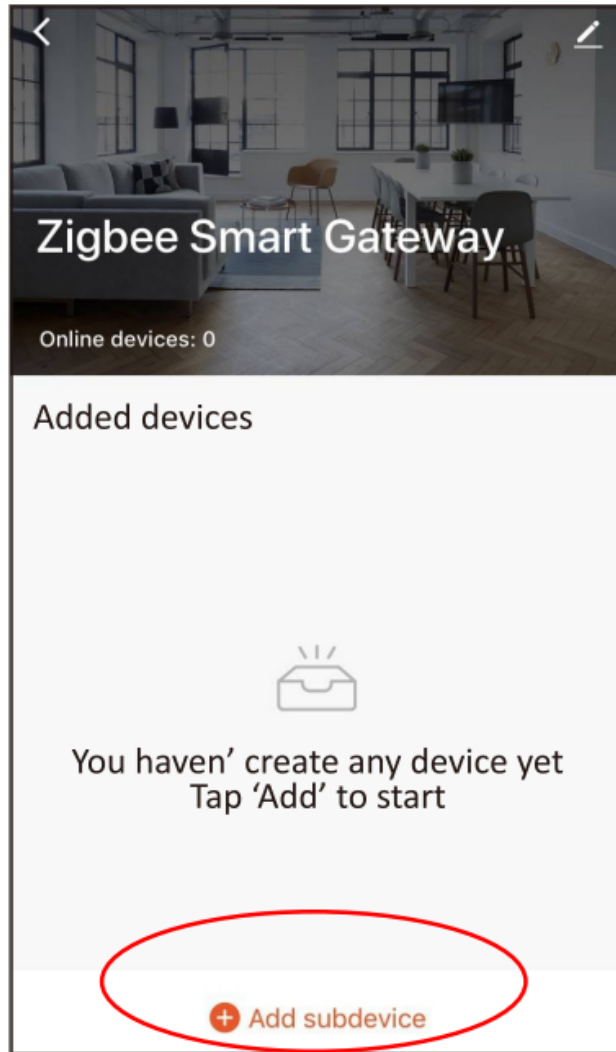 Zigbee Smart Gateway
Online devices: 0
Added devices
You haven’ create any device yet
Tap ‘Add’ to start
Add subdevice